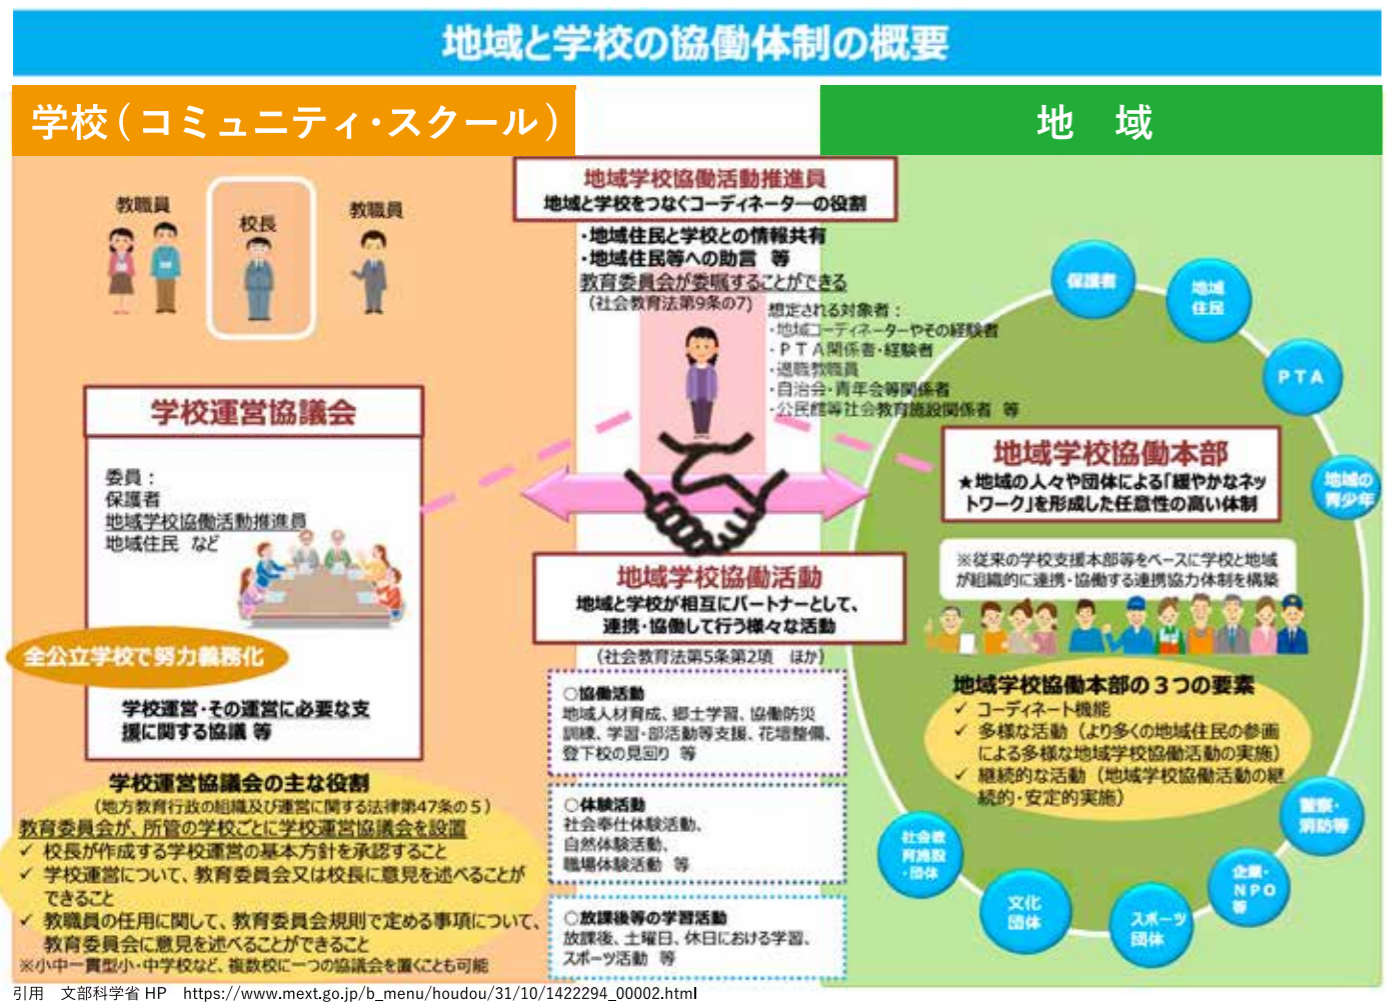 地域と学校の協働体制の概要
学校(コミュニティ・スクール)
地 域
教職員
校長
教職員
地域学校協働活動推進員
地域と学校をつなぐコーディネーターの役割
・地域住民と学校との情報共有
・地域住民等への助言 等
教育委員会が委嘱することができる
(社会教育法第9条の7)
想定される対象者:
・地域コーディネーターやその経験者
・PTA関係者・経験者
・退職教職員
・自治会・青年会等関係者
・公民館等社会教育施設関係者 等
学校運営協議会
委員:
保護者
地域学校協働活動推進員
地域住民 など
全公立学校で努力義務化
学校運営・その運営に必要な支
援に関する協議 等
学校運営協議会の主な役割
(地方教育行政の組織及び運営に関する法律第47条の5)
教育委員会が、所管の学校ごとに学校運営協議会を設置
✓ 校長が作成する学校運営の基本方針を承認すること
✓ 学校運営について、教育委員会又は校長に意見を述べることが
できること
✓ 教職員の任用に関して、教育委員会規則で定める事項について、
教育委員会に意見を述べることができること
※小中一貫型小・中学校など、複数校に一つの協議会を置くことも可能
地域学校協働活動
地域と学校が相互にパートナーとして、
連携・協働して行う様々な活動
(社会教育法第5条第2項 ほか)
○協働活動
地域人材育成、郷土学習、協働防災
訓練、学習・部活動等支援、花壇整備、
登下校の見回り 等
○体験活動
社会奉仕体験活動、
自然体験活動、
職場体験活動 等
○放課後等の学習活動
放課後、土曜日、休日における学習、
スポーツ活動 等
保護者
地域
住民
PTA
地域の
青少年
地域学校協働本部
★地域の人々や団体による「緩やかなネッ
トワーク」を形成した任意性の高い体制
※従来の学校支援本部等をベースに学校と地域
が組織的に連携・協働する連携協力体制を構築
地域学校協働本部の3つの要素
✓ コーディネート機能
✓ 多様な活動(より多くの地域住民の参画
による多様な地域学校協働活動の実施)
✓ 継続的な活動(地域学校協働活動の継
続的・安定的実施)
警察・
消防等
企業・
NPO
等
スポーツ
団体
文化
団体
社会教
育施設
・団体
引用 文部科学省 HP https://www.mext.go.jp/b_menu/houdou/31/10/1422294_00002.html